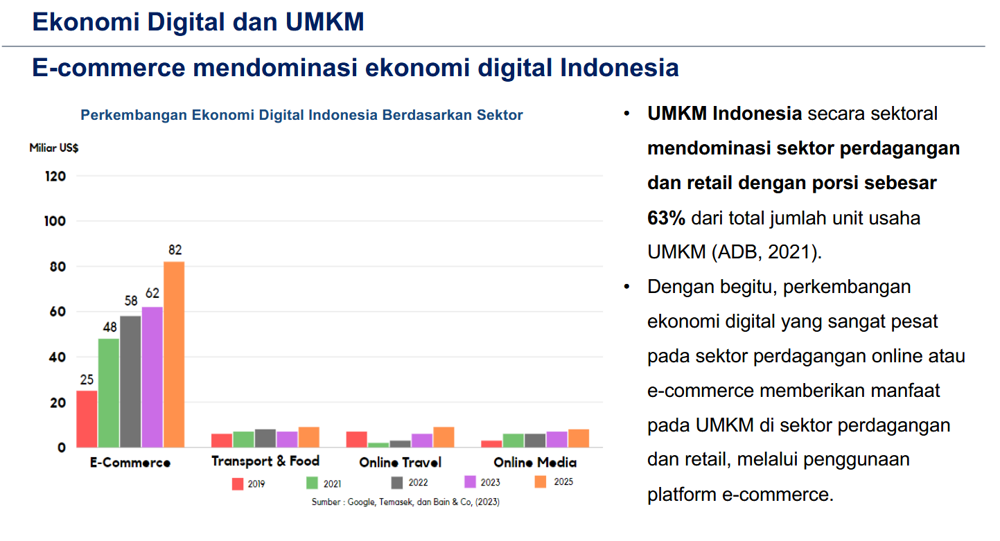 Ekonomi Digital dan UMKM
E-commerce mendominasi ekonomi digital Indonesia
Perkembangan Ekonomi Digital Indonesia Berdasarkan Sektor
Miliar US$
120
100
80
60
40
20
0
25
48
58
62
82
E-Commerce
Transport & Food
Online Travel
Online Media
2019
2021
2022
2023
2025
Sumber : Google, Temasek, dan Bain & Co, (2023)
• UMKM Indonesia secara sektoral
mendominasi sektor perdagangan
dan retail dengan porsi sebesar
63% dari total jumlah unit usaha
UMKM (ADB, 2021).
• Dengan begitu, perkembangan
ekonomi digital yang sangat pesat
pada sektor perdagangan online atau
e-commerce memberikan manfaat
pada UMKM di sektor perdagangan
dan retail, melalui penggunaan
platform e-commerce.